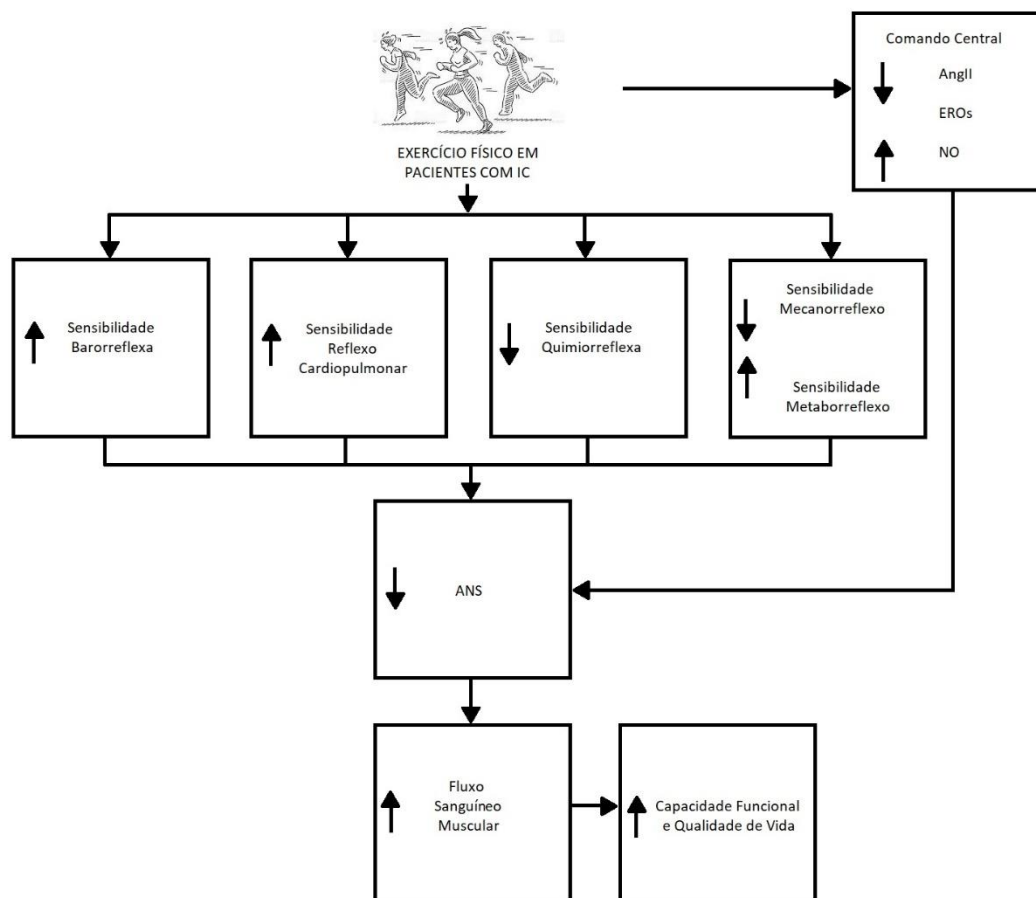 Comando Central
AngII
EROs
NO
EXERCÍCIO FÍSICO EM
PACIENTES COM IC
Sensibilidade
Barorreflexa
Sensibilidade
Reflexo
Cardiopulmonar
Sensibilidade
Quimiorreflexa
Sensibilidade
Mecanorreflexo
Sensibilidade
Metaborreflexo
ANS
Fluxo
Sanguíneo
Muscular
Capacidade Funcional
e Qualidade de Vida